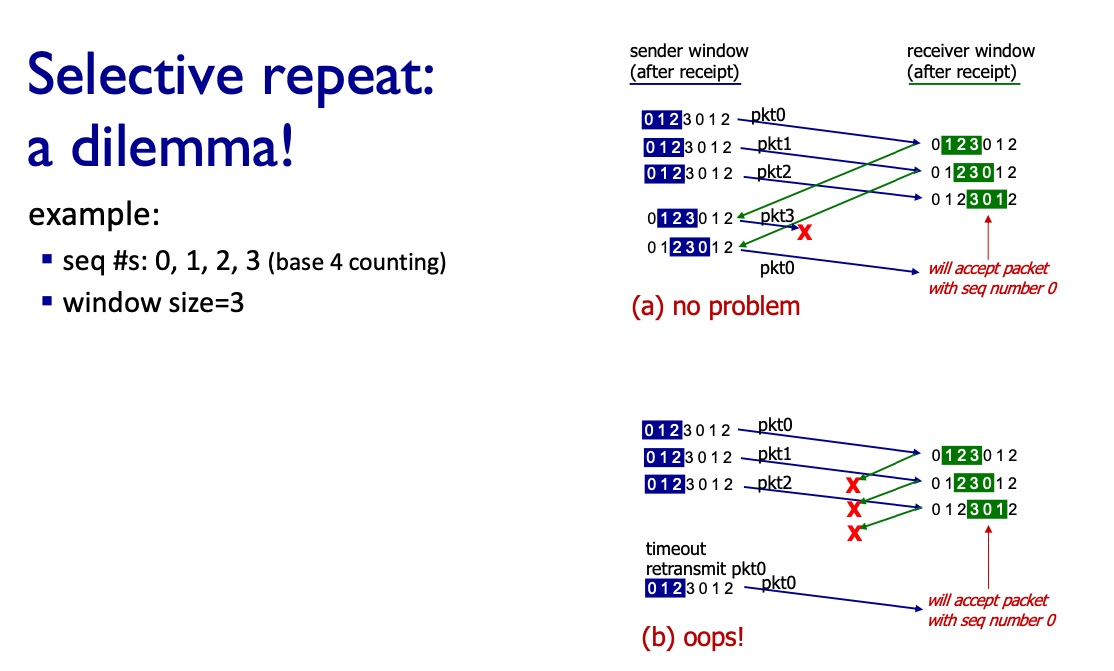 Selective repeat:
a dilemma!
example:
▪ seq #s: 0, 1, 2, 3 (base 4 counting)
▪ window size=3
sender window
(after receipt)
receiver window
(after receipt)
0 1 2 3 0 1 2 pkt0
0 1 2 3 0 1 2 pkt1
0 1 2 3 0 1 2 pkt2
0 1 2 3 0 1 2
0 1 2 3 0 1 2
0 1 2 3 0 1 2
0 1 2 3 0 1 2 pkt3
X
0 1 2 3 0 1 2
pkt0
will accept packet
with seq number 0
(a) no problem
0 1 2 3 0 1 2 pkt0
0 1 2 3 0 1 2 pkt1
0 1 2 3 0 1 2 pkt2
0 1 2 3 0 1 2
0 1 2 3 0 1 2
0 1 2 3 0 1 2
X
X
X
timeout
retransmit pkt0
0 1 2 3 0 1 2 pkt0
will accept packet
with seq number 0
(b) oops!